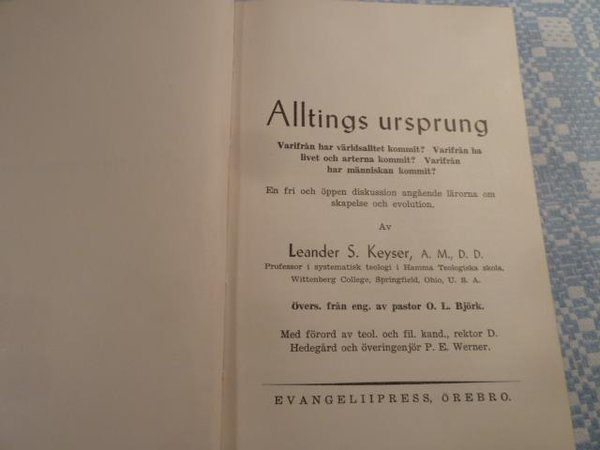 Alltings ursprung
Varifrån har världsalltet kommit? Varifrån ha
livet och arterna kommit? Varifrån
har människan kommit?
En fri och öppen diskussion angående lärorna om
skapelse och evolution.
Av
Leander S. Keyser, A. M., D. D.
Professor i systematisk teologi i Hamma Teologiska skola,
Wittenberg College, Springfield, Ohio, U. S. A.
Övers. från eng. av pastor O. L. Björk.
Med förord av teol. och fil. kand., rektor D.
Hedegård och överingenjör P. E. Werner.
EVANGELIIPRESS, ÖREBRO.